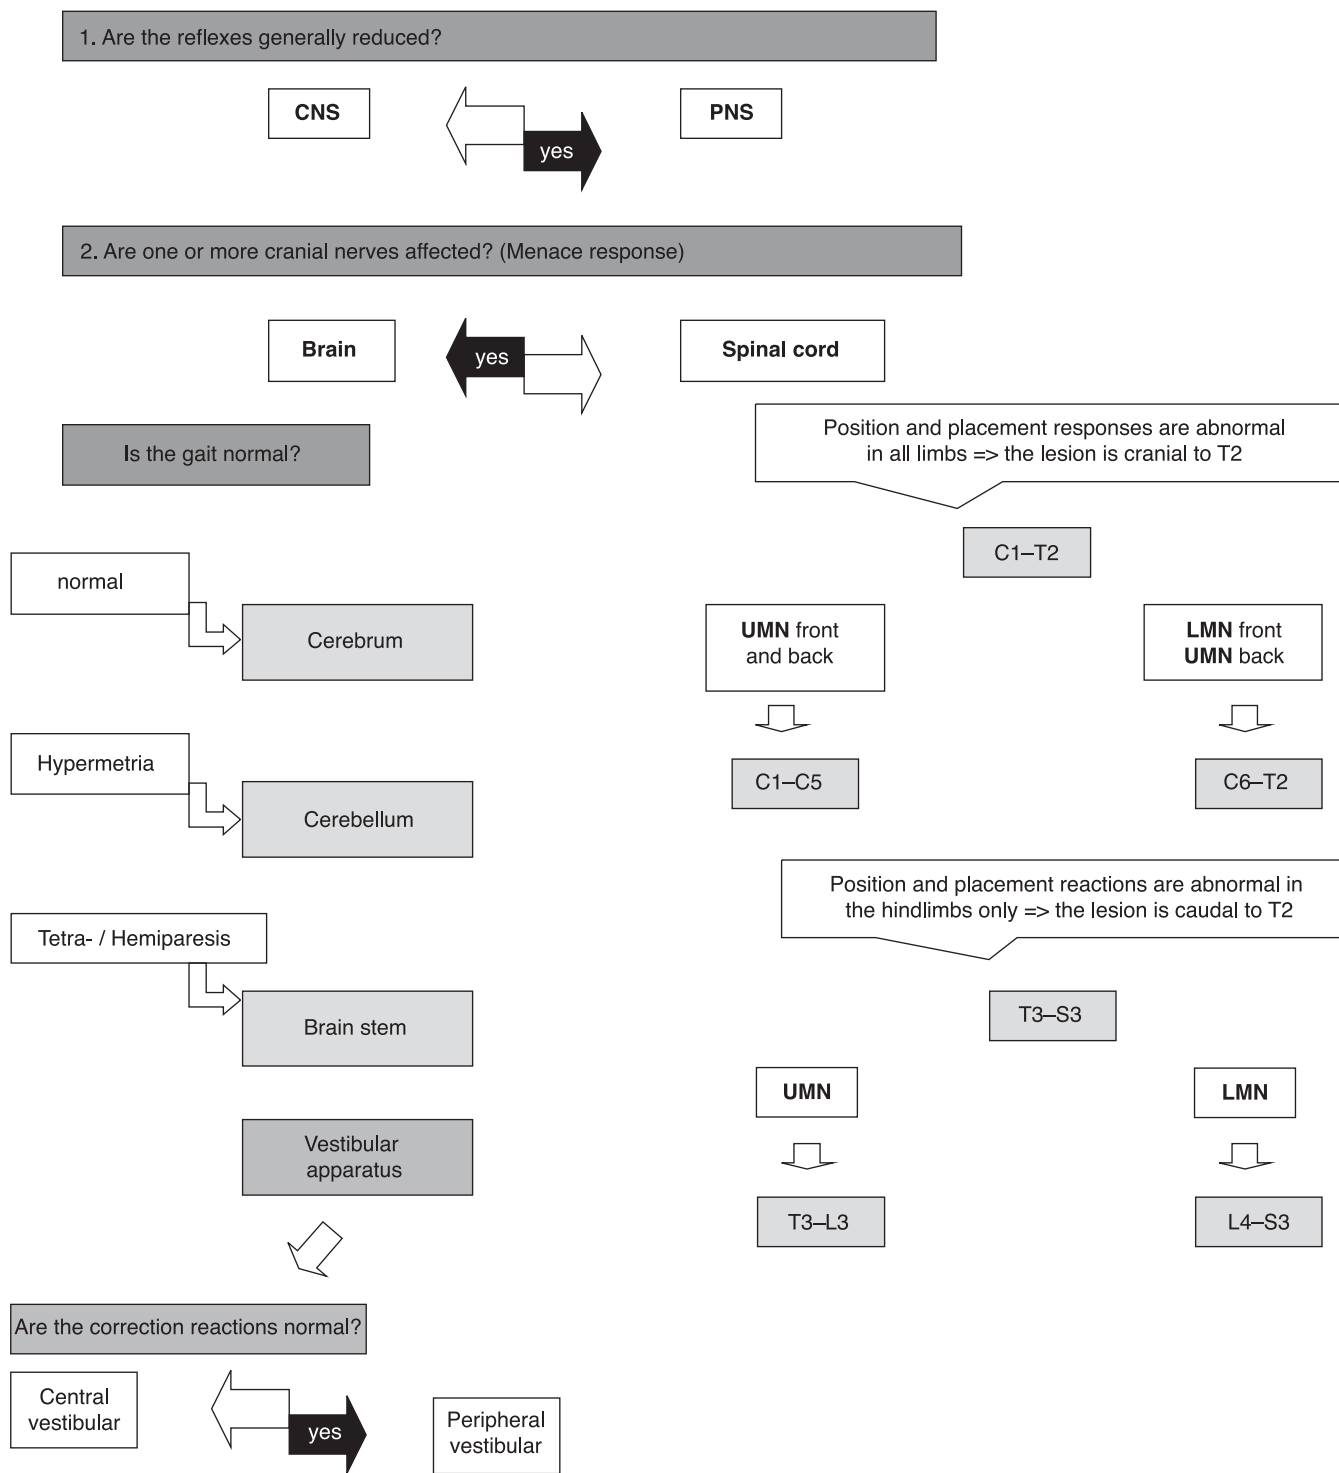 1. Are the reflexes generally reduced?
CNS
yes
PNS
2. Are one or more cranial nerves affected? (Menace response)
Brain
yes
Spinal cord
Is the gait normal?
normal
Cerebrum
Hypermetria
Cerebellum
Tetra- / Hemiparesis
Brain stem
Vestibular
apparatus
Are the correction reactions normal?
Central
vestibular
yes
Peripheral
vestibular
Position and placement responses are abnormal
in all limbs => the lesion is cranial to T2
C1–T2
UMN front
and back
LMN front
UMN back
C1–C5
C6–T2
Position and placement reactions are abnormal in
the hindlimbs only => the lesion is caudal to T2
T3–S3
UMN
LMN
T3–L3
L4–S3